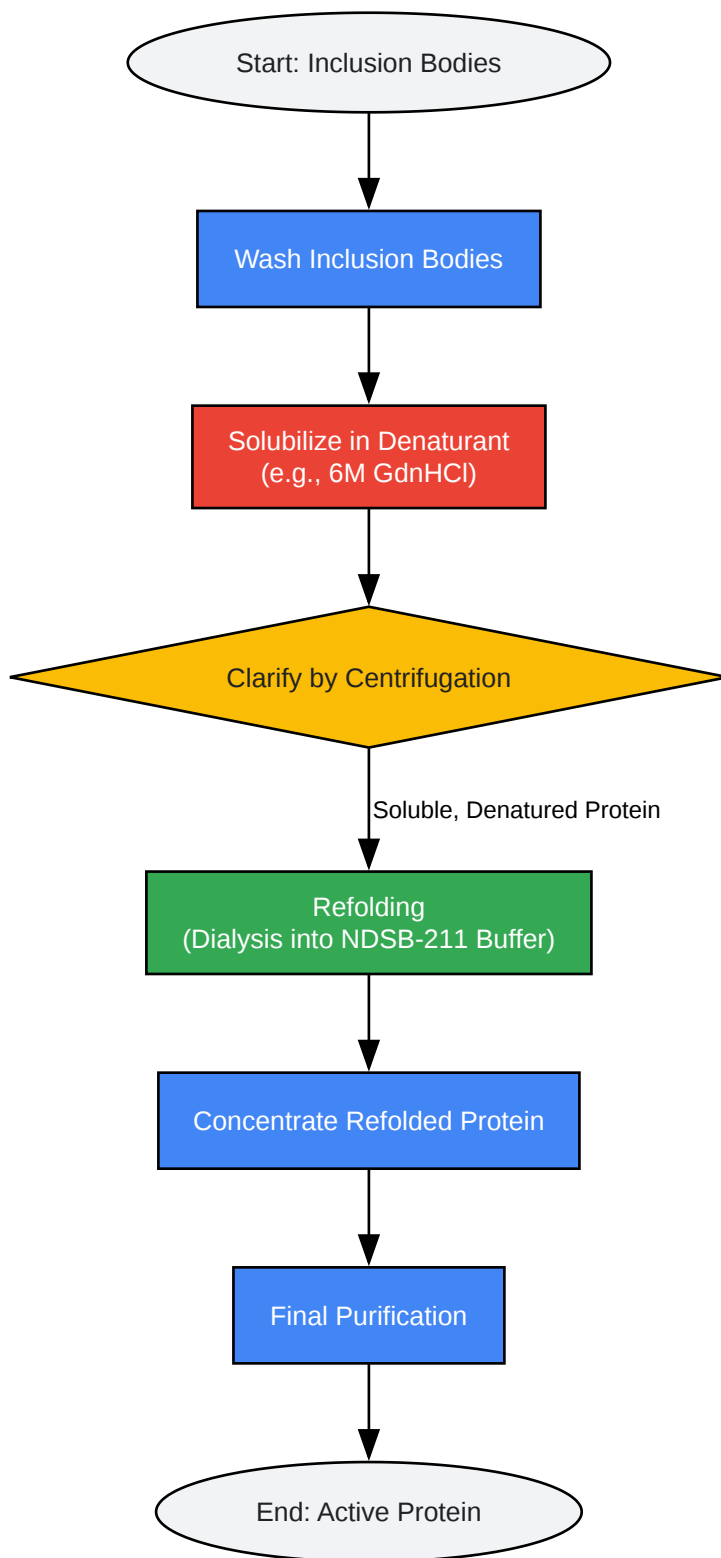 Start: Inclusion Bodies
Wash Inclusion Bodies
Solubilize in Denaturant
(e.g., 6M GdnHCl)
Clarify by Centrifugation
Soluble, Denatured Protein
Refolding
(Dialysis into NDSB-211 Buffer)
Concentrate Refolded Protein
Final Purification
End: Active Protein